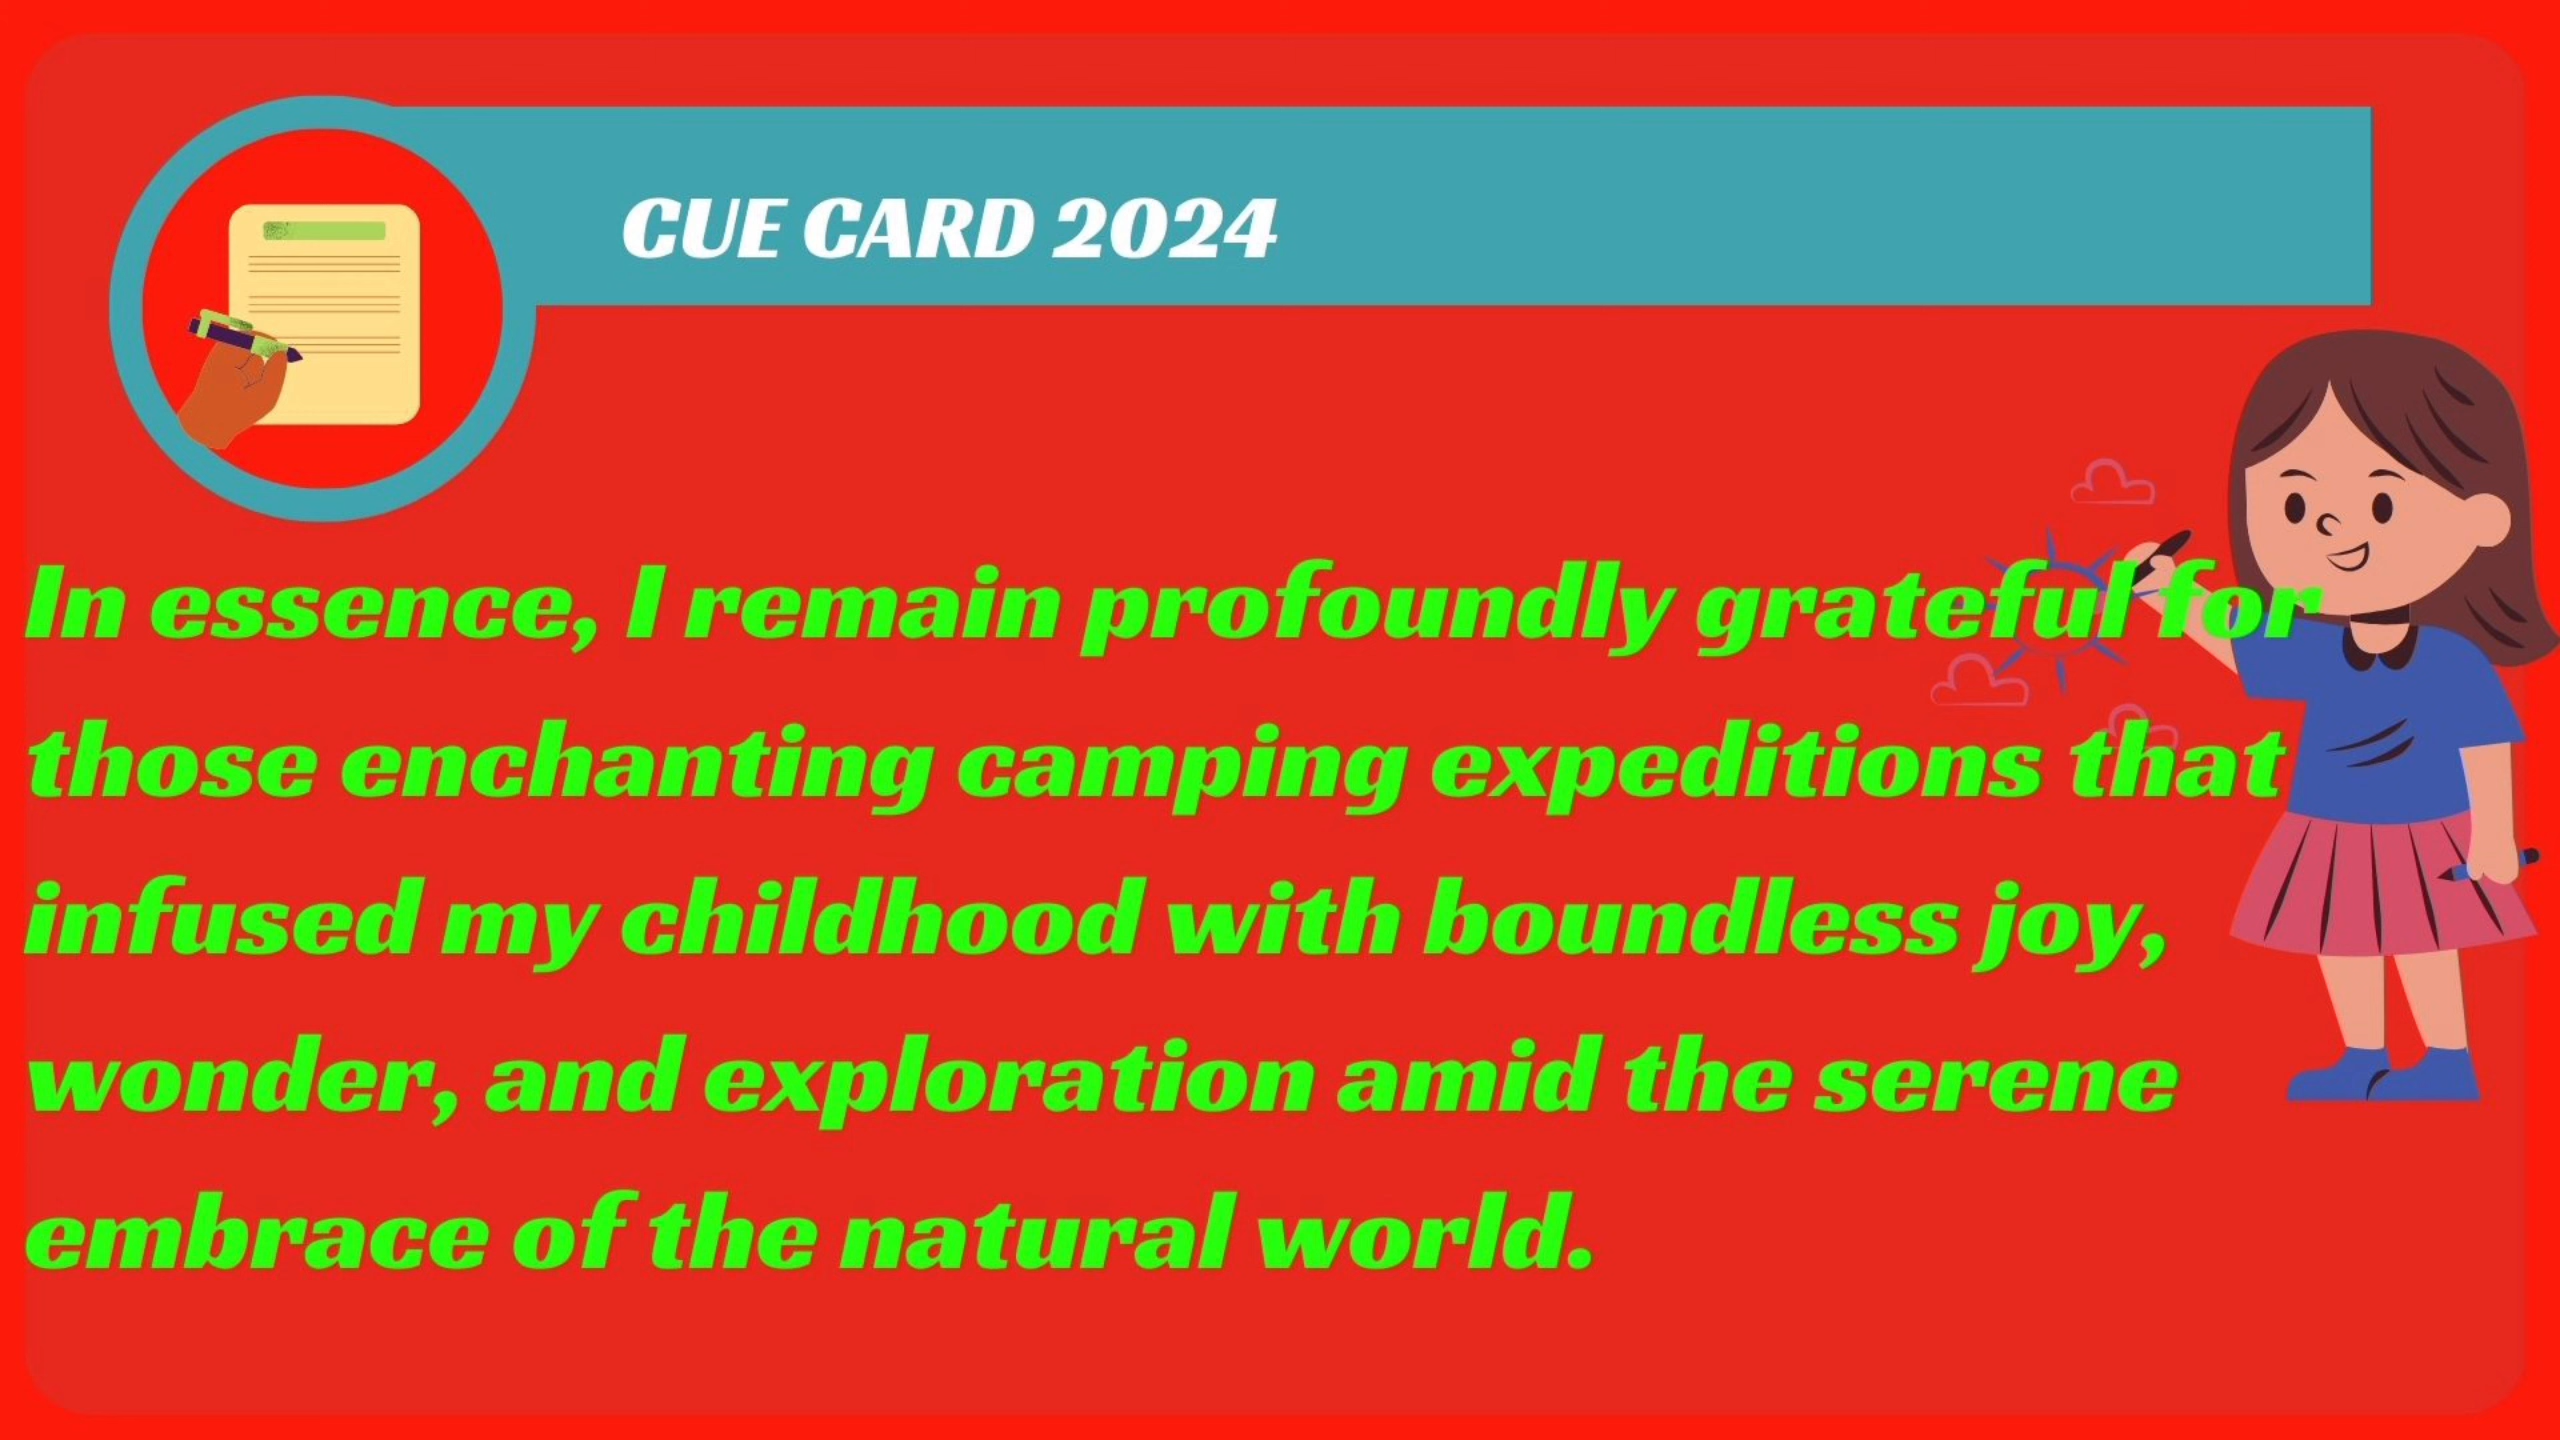 CUE CARD 2024
In essence, I remain profoundly grateful for
those enchanting camping expeditions that
infused my childhood with boundless joy,
wonder, and exploration amid the serene
embrace of the natural world.